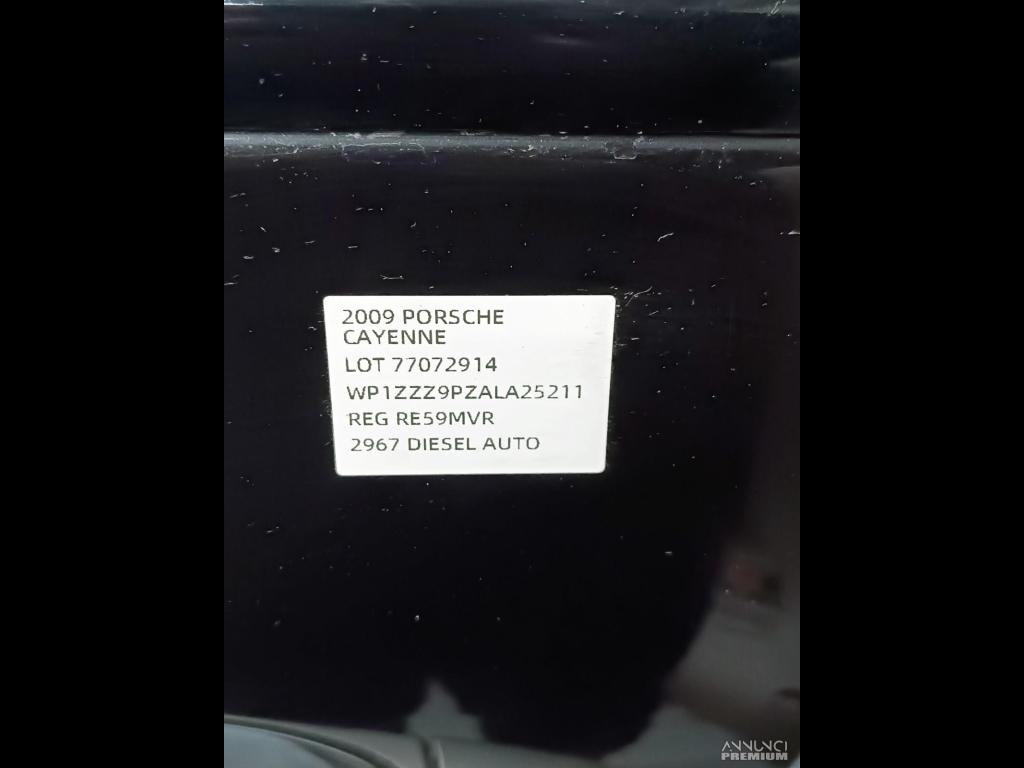 2009 PORSCHE
CAYENNE
LOT 77072914
WP1ZZZ9PZALA25211
REG RE59MVR
2967 DIESEL AUTO
ANNUNCI
PREMIUM